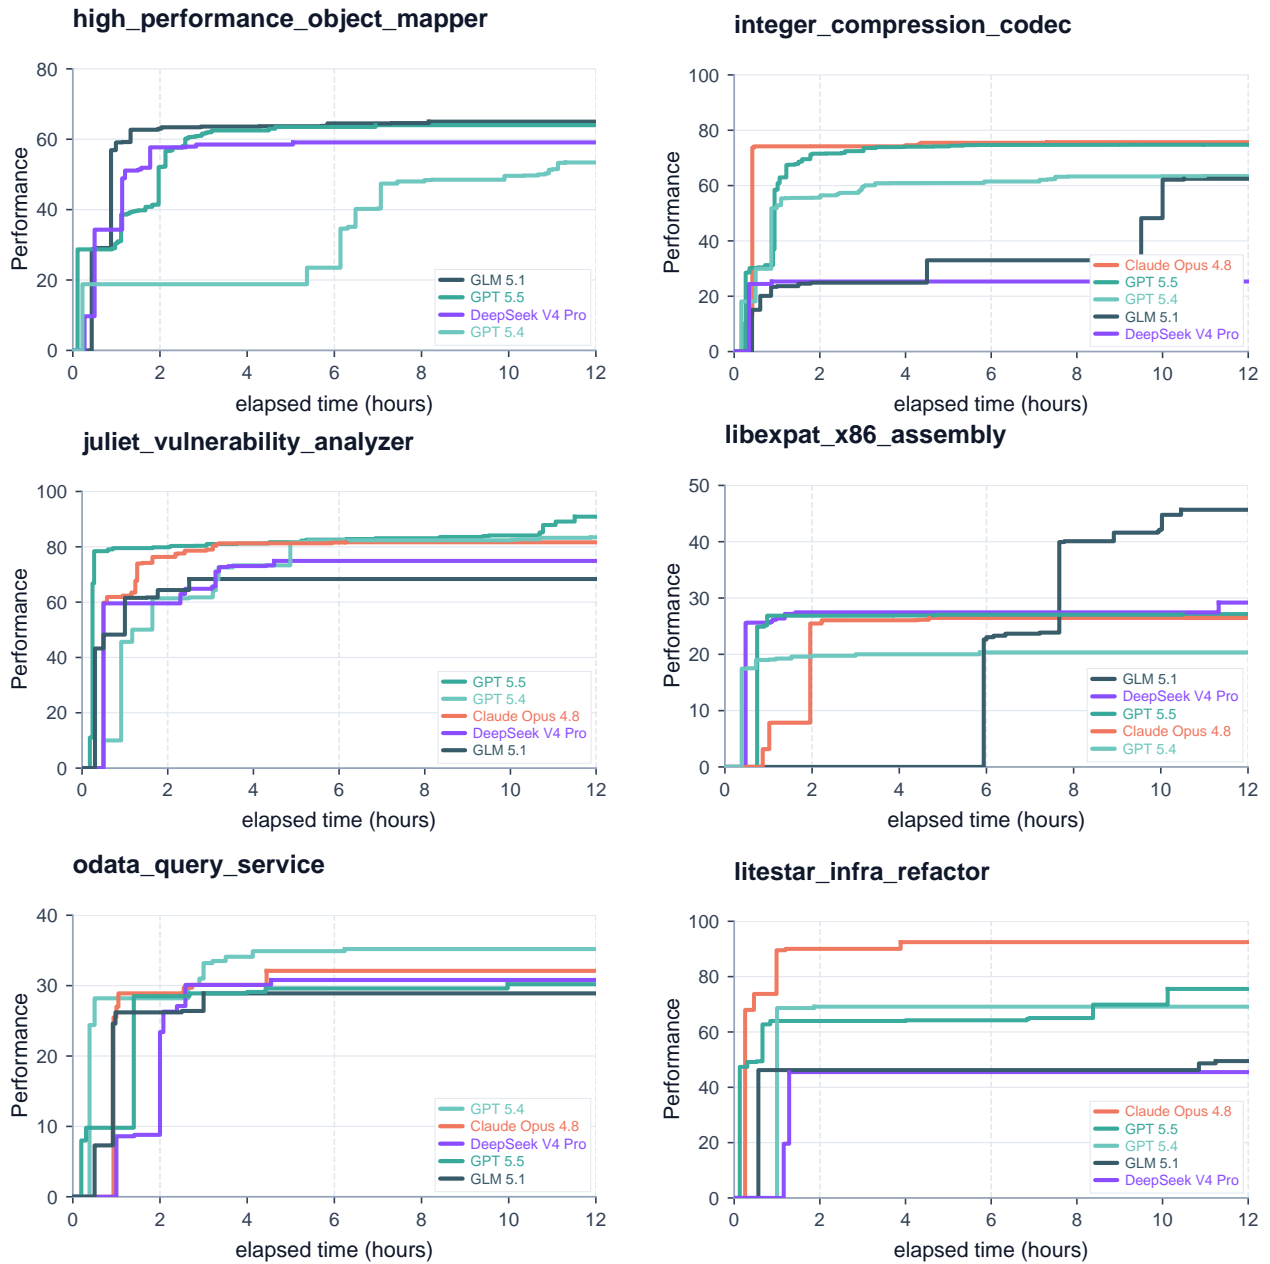 high_performance_object_mapper
80
60
40
20
0
Performance
0 2 4 6 8 10 12
elapsed time (hours)
GLM 5.1
GPT 5.5
DeepSeek V4 Pro
GPT 5.4
integer_compression_codec
100
80
60
40
20
0
Performance
0 2 4 6 8 10 12
elapsed time (hours)
Claude Opus 4.8
GPT 5.5
GPT 5.4
GLM 5.1
DeepSeek V4 Pro
juliet_vulnerability_analyzer
100
80
60
40
20
0
Performance
0 2 4 6 8 10 12
elapsed time (hours)
GPT 5.5
GPT 5.4
Claude Opus 4.8
DeepSeek V4 Pro
GLM 5.1
libexpat_x86_assembly
50
40
30
20
10
0
Performance
0 2 4 6 8 10 12
elapsed time (hours)
GLM 5.1
DeepSeek V4 Pro
GPT 5.5
Claude Opus 4.8
GPT 5.4
odata_query_service
40
30
20
10
0
Performance
0 2 4 6 8 10 12
elapsed time (hours)
GPT 5.4
Claude Opus 4.8
DeepSeek V4 Pro
GPT 5.5
GLM 5.1
litestar_infra_refactor
100
80
60
40
20
0
Performance
0 2 4 6 8 10 12
elapsed time (hours)
Claude Opus 4.8
GPT 5.5
GPT 5.4
GLM 5.1
DeepSeek V4 Pro